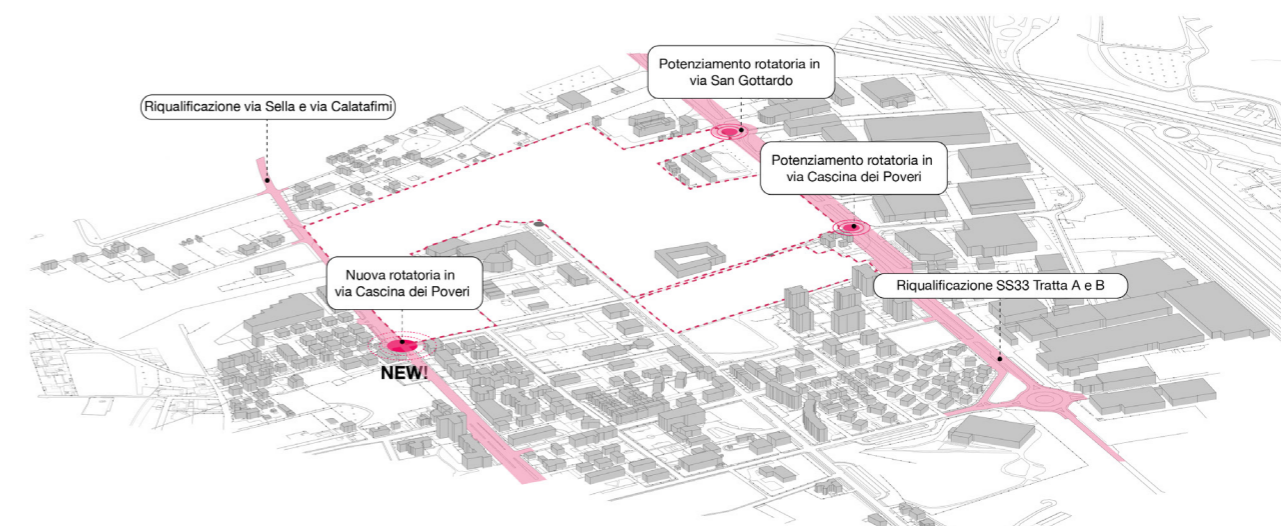 Potenziamento rotatoria in
via San Gottardo
Riqualificazione via Sella e via Calatafimi
Potenziamento rotatoria in
via Cascina dei Poveri
Nuova rotatoria in
via Cascina dei Poveri
Riqualificazione SS33 Tratta A e B
NEW!